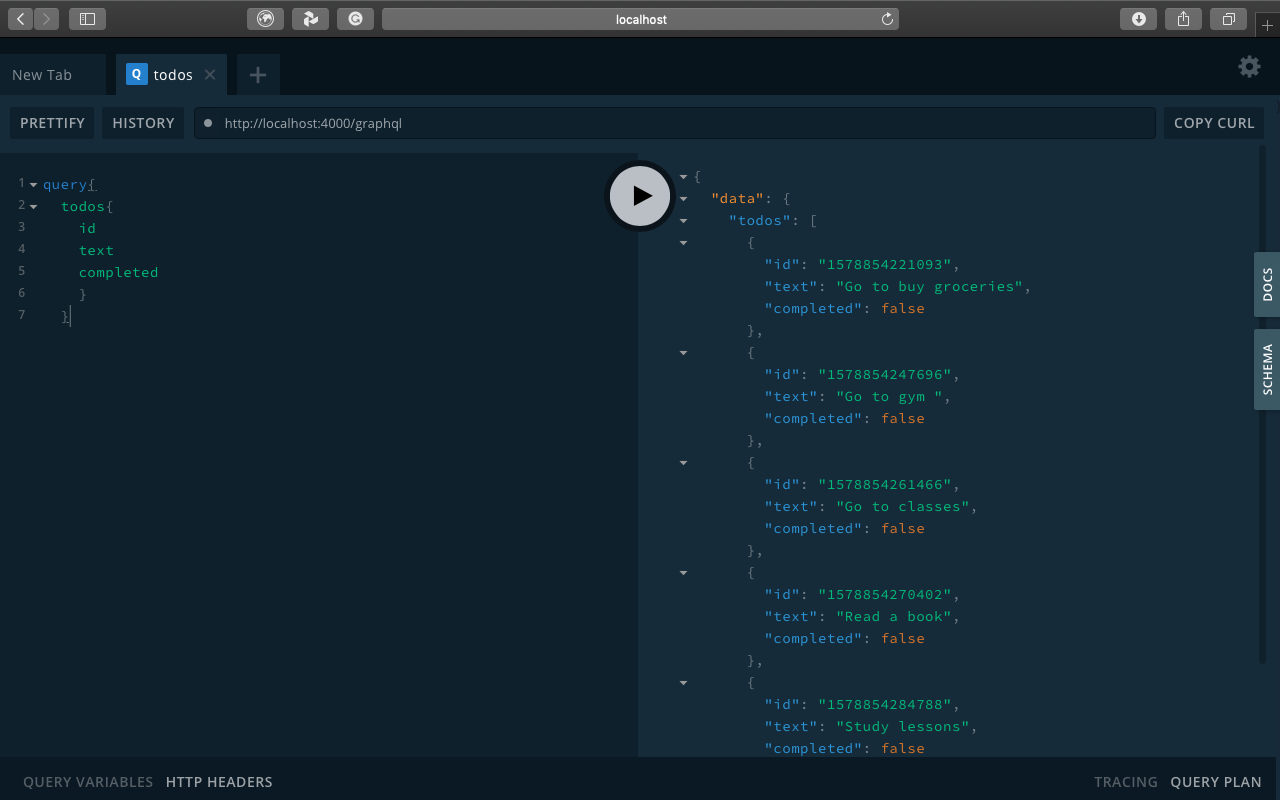 localhost
New Tab
Q todos
PRETTIFY HISTORY http://localhost:4000/graphql COPY CURL
1 query{
2 todos{
3 id
4 text
5 completed
6 }
7 }
{
"data": {
"todos": [
{
"id": "1578854221093",
"text": "Go to buy groceries",
"completed": false
},
{
"id": "1578854247696",
"text": "Go to gym ",
"completed": false
},
{
"id": "1578854261466",
"text": "Go to classes",
"completed": false
},
{
"id": "1578854270402",
"text": "Read a book",
"completed": false
},
{
"id": "1578854284788",
"text": "Study lessons",
"completed": false
DOCS
SCHEMA
QUERY VARIABLES HTTP HEADERS
TRACING QUERY PLAN